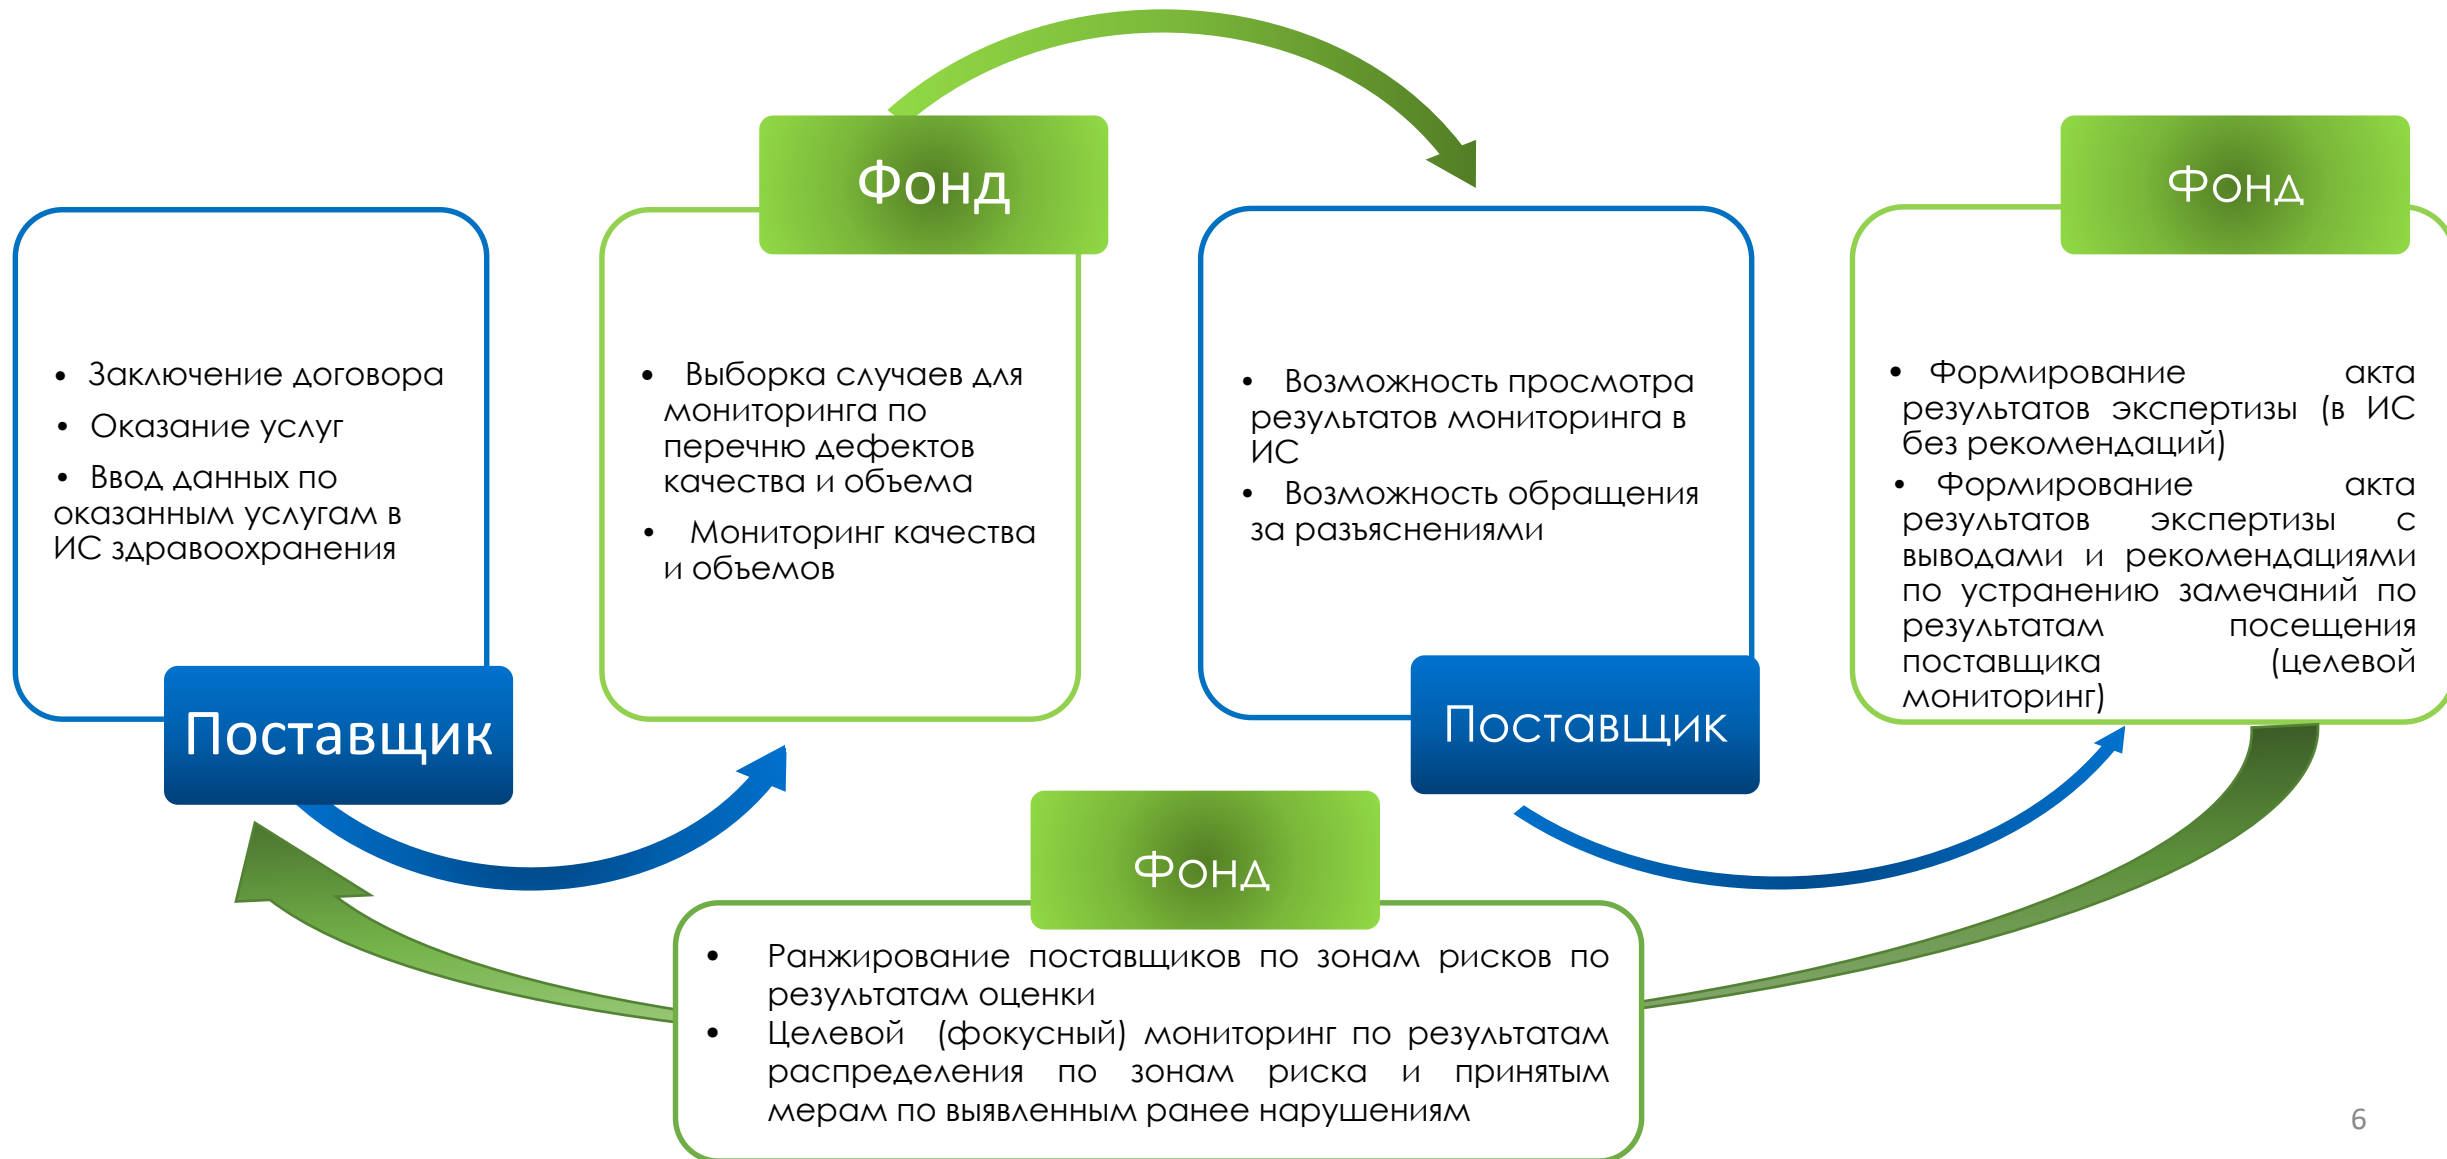 Фонд
Фонд
• Заключение договора
• Оказание услуг
• Ввод данных по
оказанным услугам в
ИС здравоохранения
Поставщик
• Выборка случаев для
мониторинга по
перечню дефектов
качества и объема
• Мониторинг качества
и объемов
• Возможность просмотра
результатов мониторинга в
ИС
• Возможность обращения
за разъяснениями
Поставщик
• Формирование акта
результатов экспертизы (в ИС
без рекомендаций)
• Формирование акта
результатов экспертизы с
выводами и рекомендациями
по устранению замечаний по
результатам посещения
поставщика (целевой
мониторинг)
Фонд
• Ранжирование поставщиков по зонам рисков по
результатам оценки
• Целевой (фокусный) мониторинг по результатам
распределения по зонам риска и принятым
мерам по выявленным ранее нарушениям
6